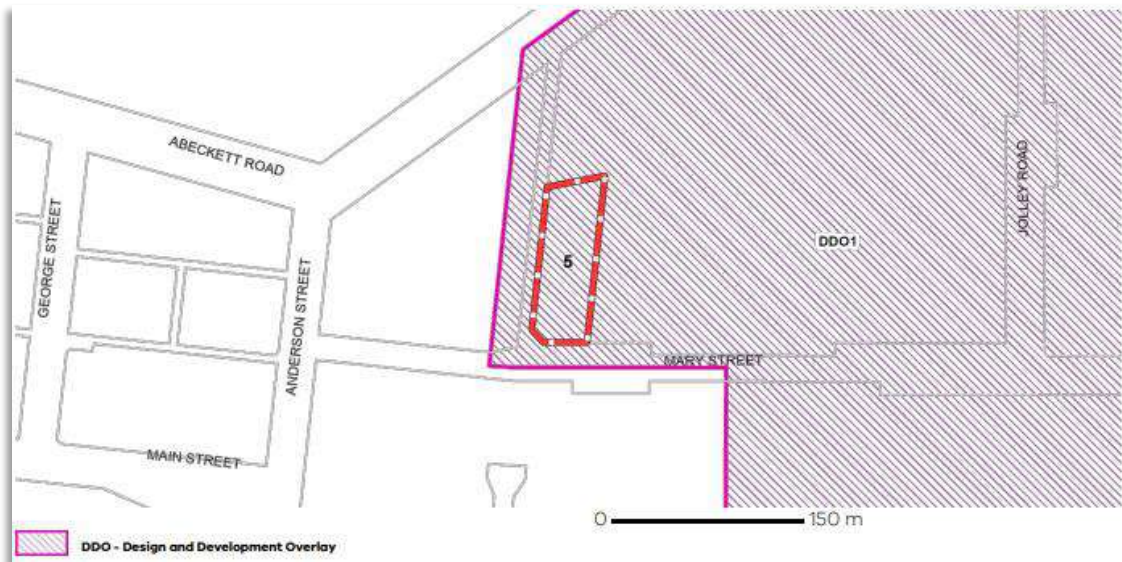 ABECKETT ROAD
GEORGE STREET
ANDERSON STREET
JOLLEY ROAD
DDO1
5
MARY STREET
MAIN STREET
0 150 m
DDO - Design and Development Overlay